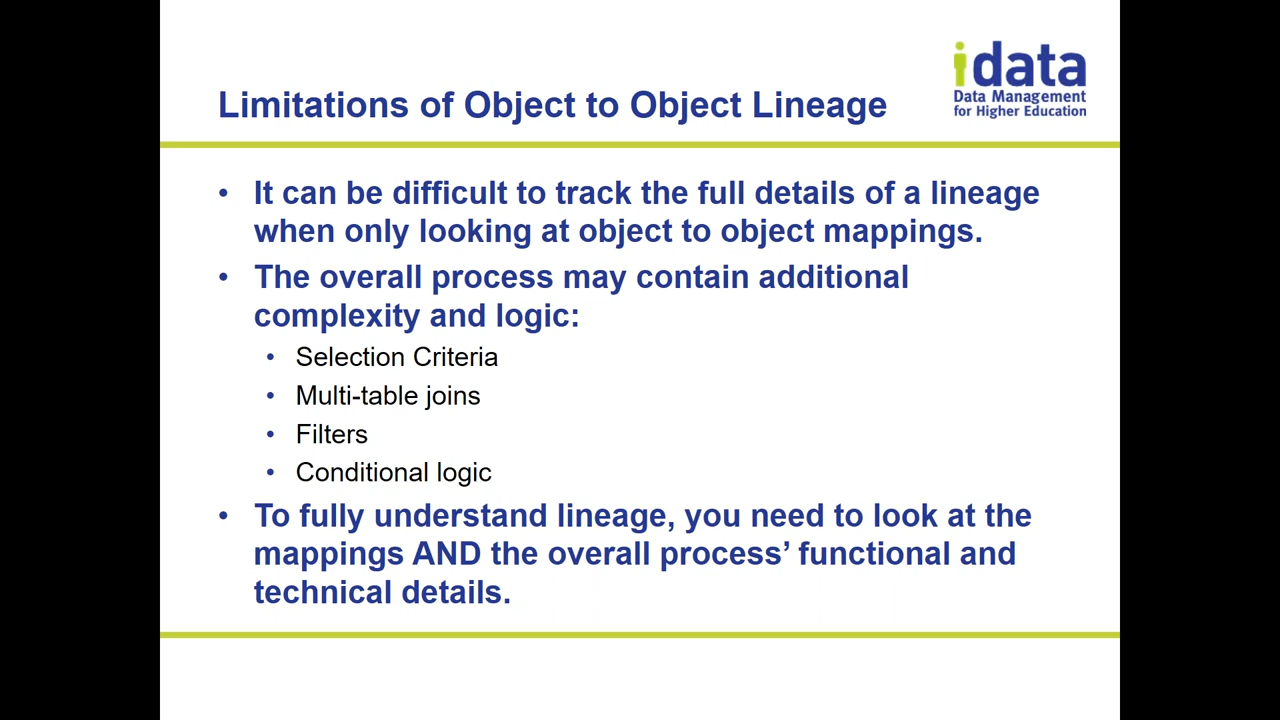 idata
Data Management
for Higher Education
Limitations of Object to Object Lineage
• It can be difficult to track the full details of a lineage
when only looking at object to object mappings.
• The overall process may contain additional
complexity and logic:
• Selection Criteria
• Multi-table joins
• Filters
• Conditional logic
• To fully understand lineage, you need to look at the
mappings AND the overall process’ functional and
technical details.